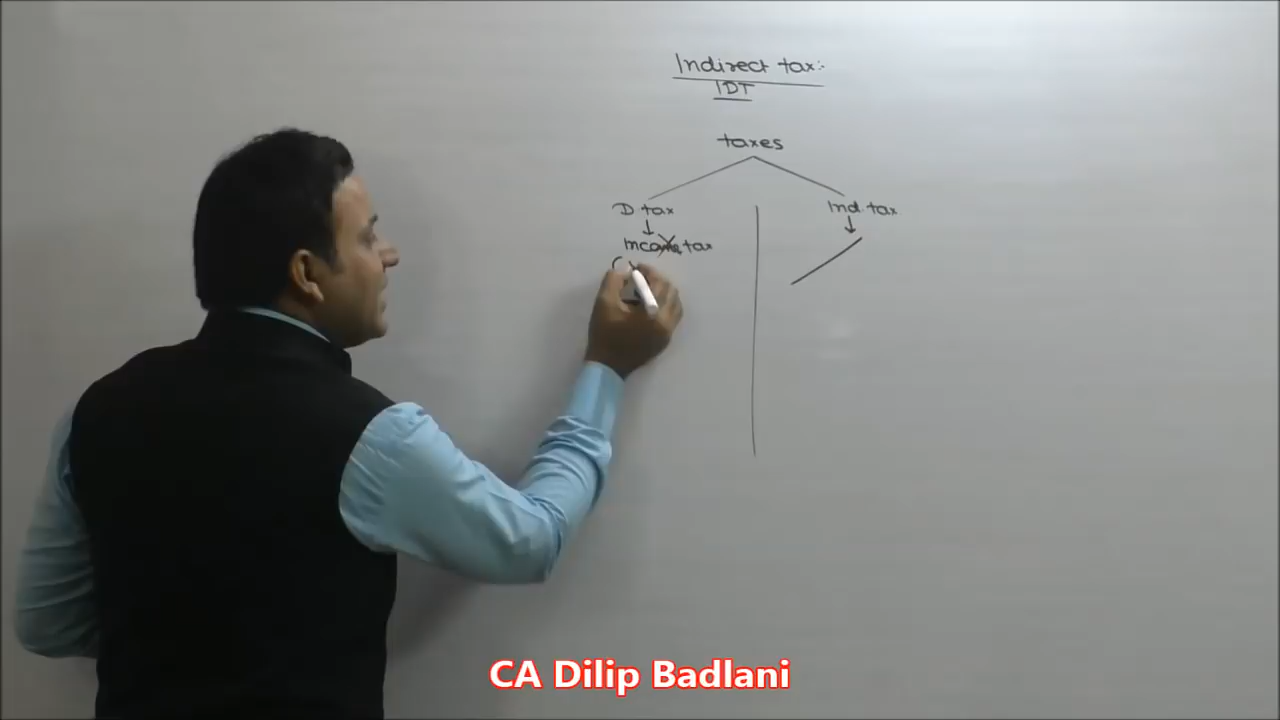 Indirect tax:-
IDT
taxes
D tax
Ind. tax
Income tax
CA Dilip Badlani